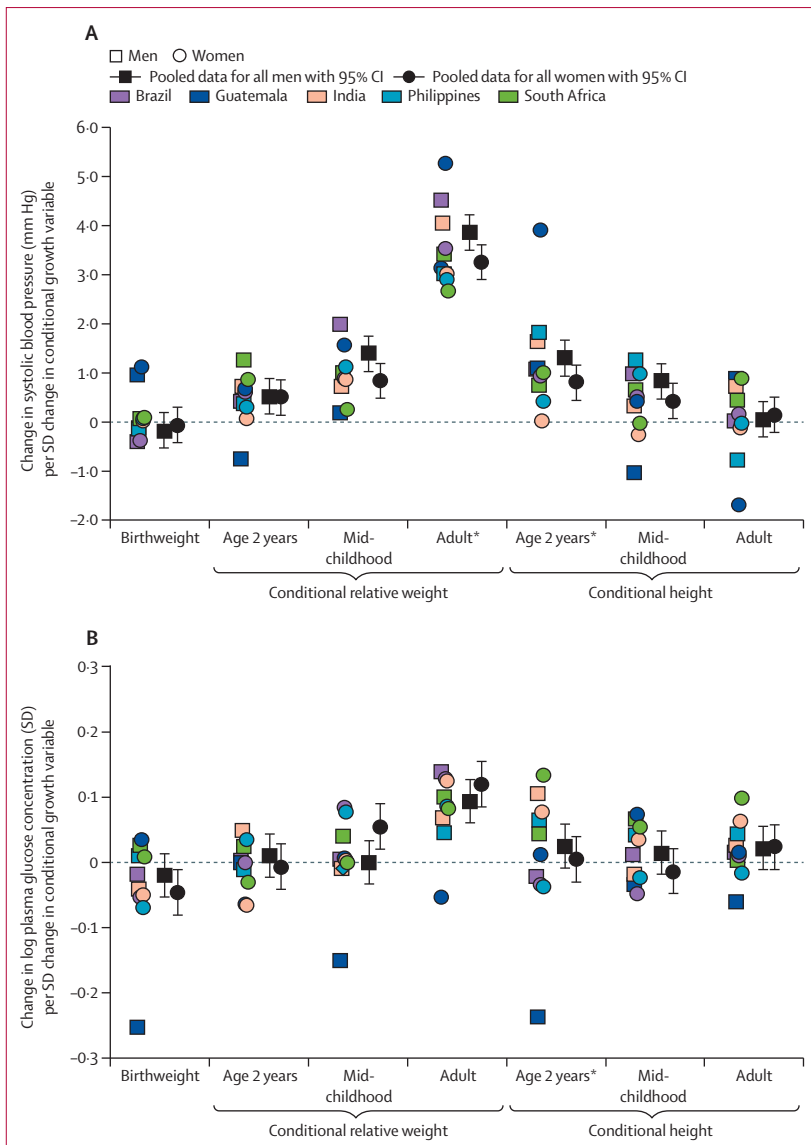 A
Men Women
Pooled data for all men with 95% CI Pooled data for all women with 95% CI
Brazil Guatemala India Philippines South Africa
Change in systolic blood pressure (mm Hg)
per SD change in conditional growth variable
6·0
5·0
4·0
3·0
2·0
1·0
0
–1·0
–2·0
Birthweight Age 2 years Mid-childhood Adult* Age 2 years* Mid-childhood Adult
Conditional relative weight Conditional height
B
Change in log plasma glucose concentration (SD)
per SD change in conditional growth variable
0·3
0·2
0·1
0
–0·1
–0·2
–0·3
Birthweight Age 2 years Mid-childhood Adult Age 2 years* Mid-childhood Adult
Conditional relative weight Conditional height